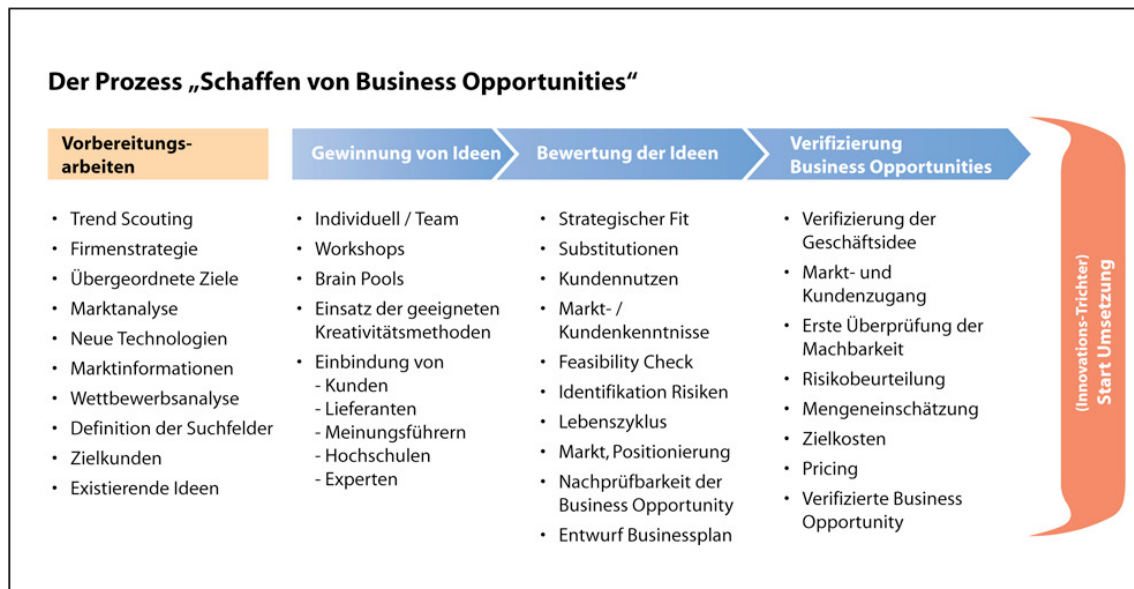 Der Prozess „Schaffen von Business Opportunities“
Vorbereitungs-
arbeiten
• Trend Scouting
• Firmenstrategie
• Übergeordnete Ziele
• Marktanalyse
• Neue Technologien
• Marktinformationen
• Wettbewerbsanalyse
• Definition der Suchfelder
• Zielkunden
• Existierende Ideen
Gewinnung von Ideen
• Individuell / Team
• Workshops
• Brain Pools
• Einsatz der geeigneten
Kreativitätsmethoden
• Einbindung von
- Kunden
- Lieferanten
- Meinungsführern
- Hochschulen
- Experten
Bewertung der Ideen
• Strategischer Fit
• Substitutionen
• Kundennutzen
• Markt- /
Kundenkenntnisse
• Feasibility Check
• Identifikation Risiken
• Lebenszyklus
• Markt, Positionierung
• Nachprüfbarkeit der
Business Opportunity
• Entwurf Businessplan
Verifizierung
Business Opportunities
• Verifizierung der
Geschäftsidee
• Markt- und
Kundenzugang
• Erste Überprüfung der
Machbarkeit
• Risikobeurteilung
• Mengeneinschätzung
• Zielkosten
• Pricing
• Verifizierte Business
Opportunity
(Innovations-Trichter)
Start Umsetzung